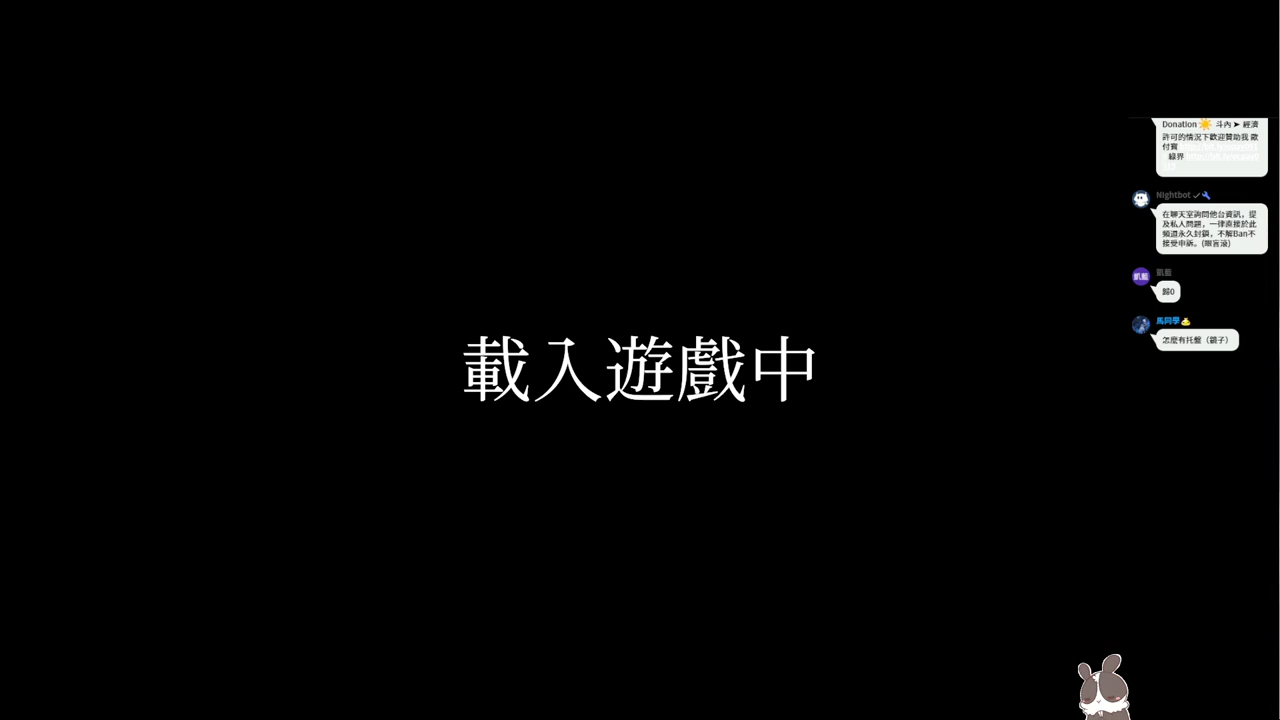 載入遊戲中
Donation 斗內 ➤ 經濟
許可的情況下歡迎贊助我 歐
付寶
綠界
Nightbot
在聊天室詢問他台資訊，提
及私人問題，一律直接於此
頻道永久封鎖，不解Ban不
接受申訴。(眼盲滾)
凱藍
歸0
馬同學
怎麼有托盤（鏡子）